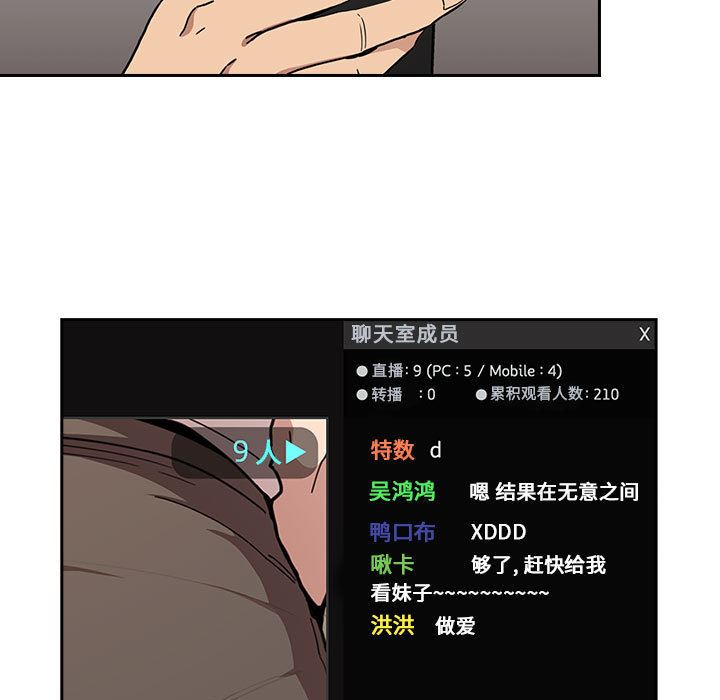 聊天室成员 X
●直播: 9 (PC : 5 / Mobile : 4)
●转播 : 0 ●累积观看人数: 210
9人▶
特数 d
吴鸿鸿 嗯 结果在无意之间
鸭口布 XDDD
啾卡 够了, 赶快给我
看妹子~~~~~~~~~~
洪洪 做爱